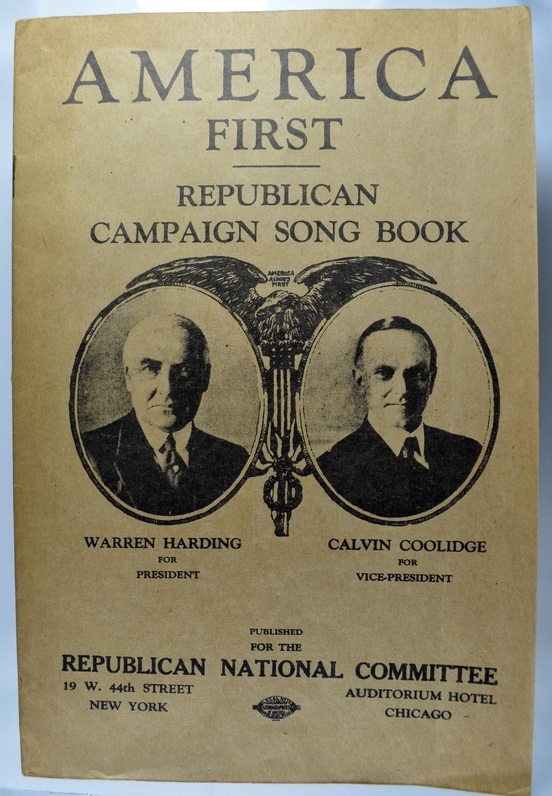 AMERICA
FIRST
REPUBLICAN
CAMPAIGN SONG BOOK
AMERICA
ALWAYS
FIRST
WARREN HARDING
FOR
PRESIDENT
CALVIN COOLIDGE
FOR
VICE-PRESIDENT
PUBLISHED
FOR THE
REPUBLICAN NATIONAL COMMITTEE
19 W. 44th STREET
NEW YORK
AUDITORIUM HOTEL
CHICAGO